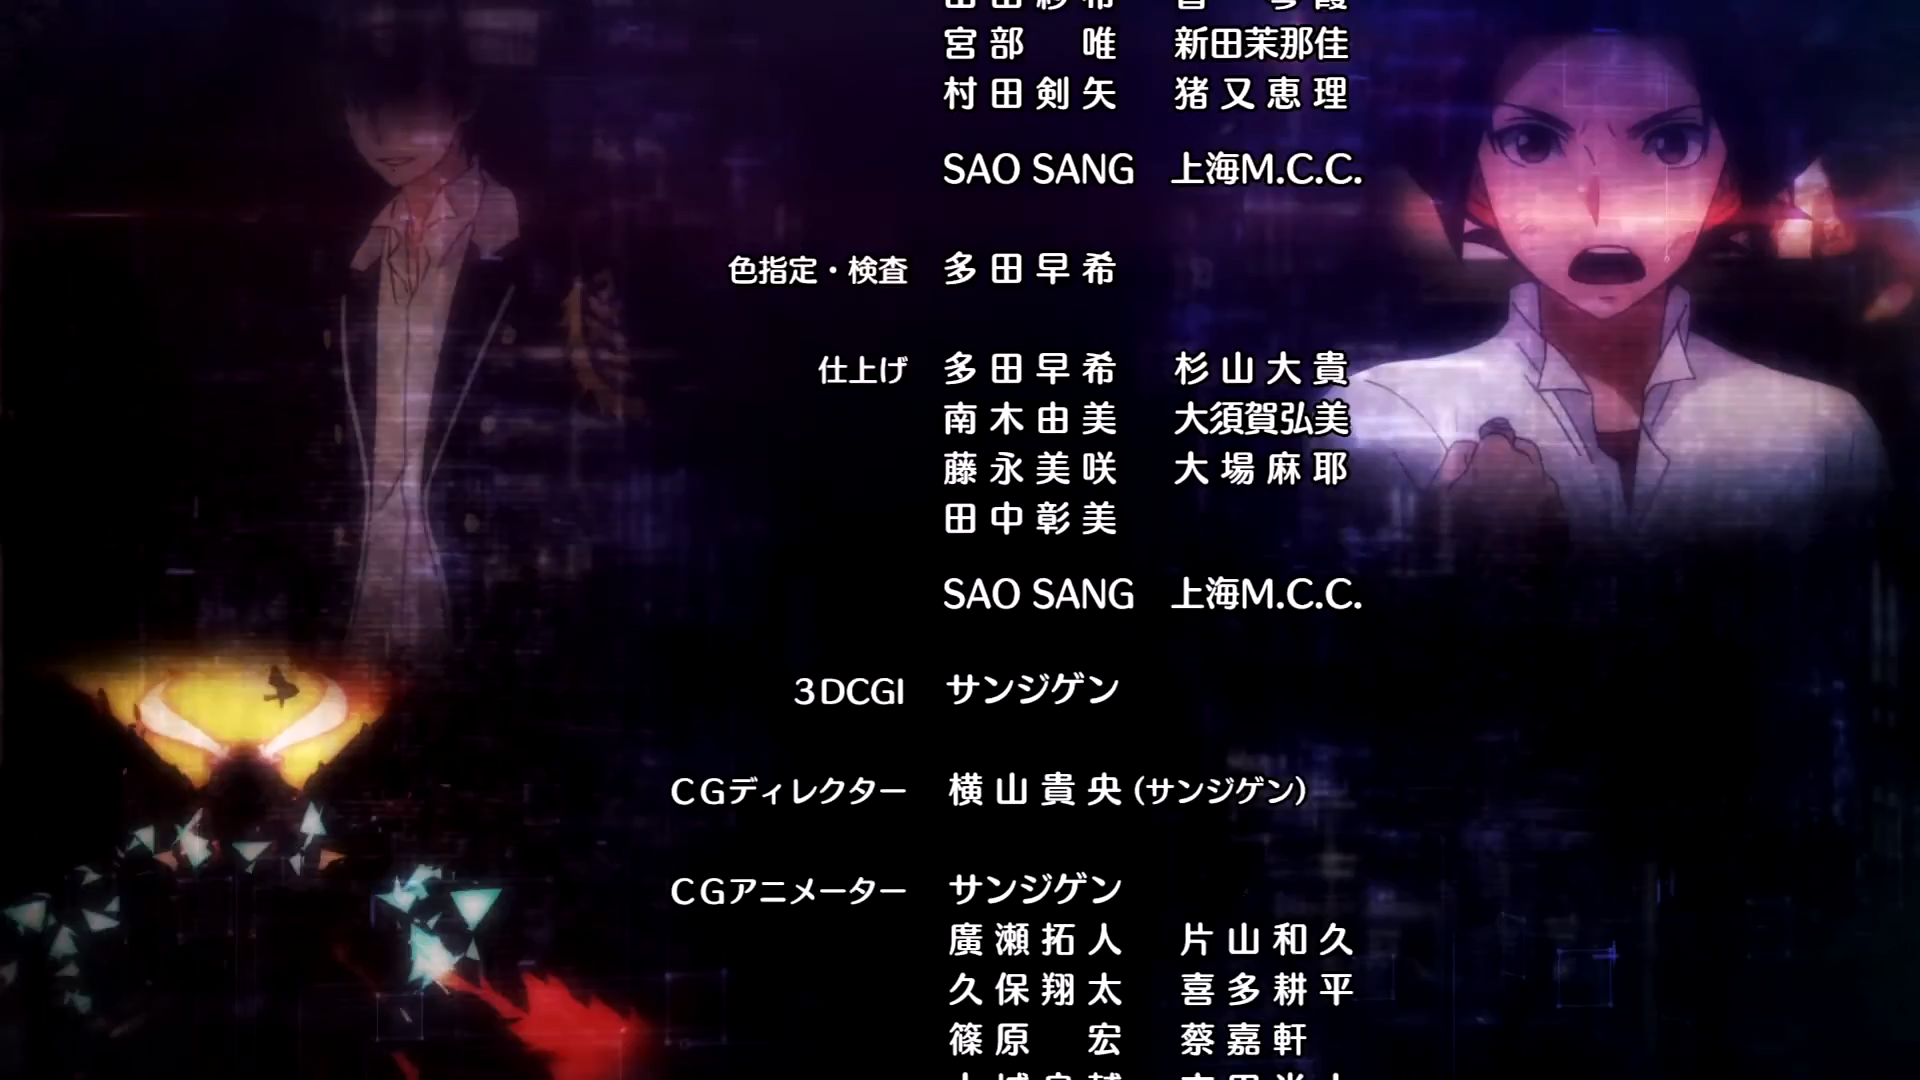 宮部 唯 新田茉那佳
村田剣矢 猪又恵理
SAO SANG 上海M.C.C.
色指定・検査 多田早希
仕上げ 多田早希 杉山大貴
南木由美 大須賀弘美
藤永美咲 大場麻耶
田中彰美
SAO SANG 上海M.C.C.
3DCGI サンジゲン
CGディレクター 横山貴央(サンジゲン)
CGアニメーター サンジゲン
廣瀬拓人 片山和久
久保翔太 喜多耕平
篠原 宏 蔡嘉軒